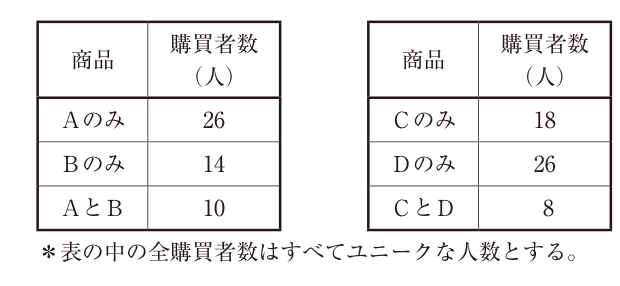 商品 購買者数（人） 商品 購買者数（人）
Aのみ 26 Cのみ 18
Bのみ 14 Dのみ 26
AとB 10 CとD 8
＊表の中の全購買者数はすべてユニークな人数とする。